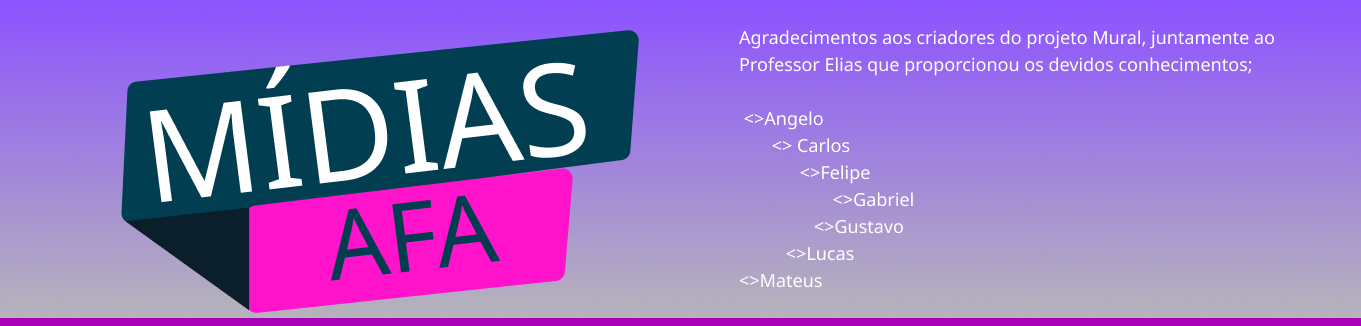 MÍDIAS
AFA
Agradecimentos aos criadores do projeto Mural, juntamente ao
Professor Elias que proporcionou os devidos conhecimentos;
<>Angelo
<> Carlos
<>Felipe
<>Gabriel
<>Gustavo
<>Lucas
<>Mateus